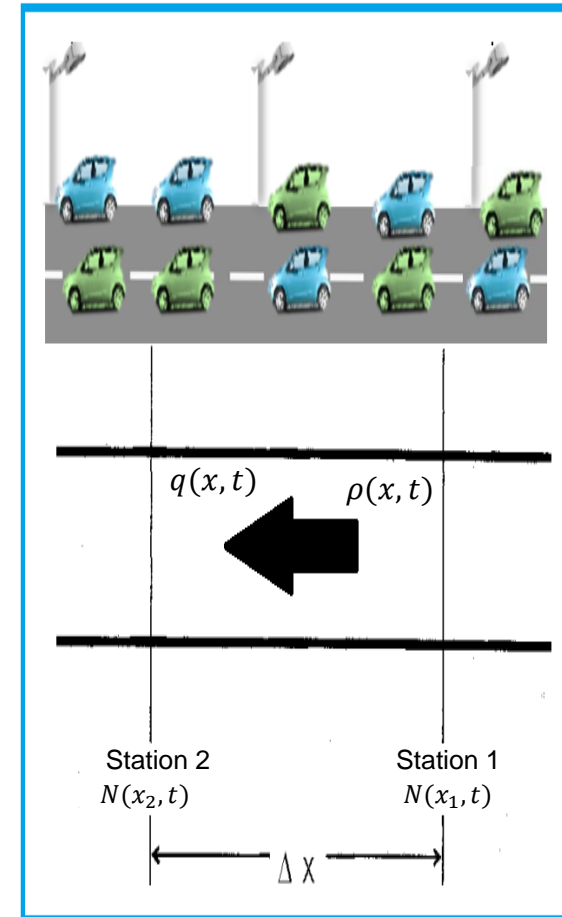 q(x, t) ρ(x, t)
Station 2 Station 1
N(x₂, t) N(x₁, t)
Δ X